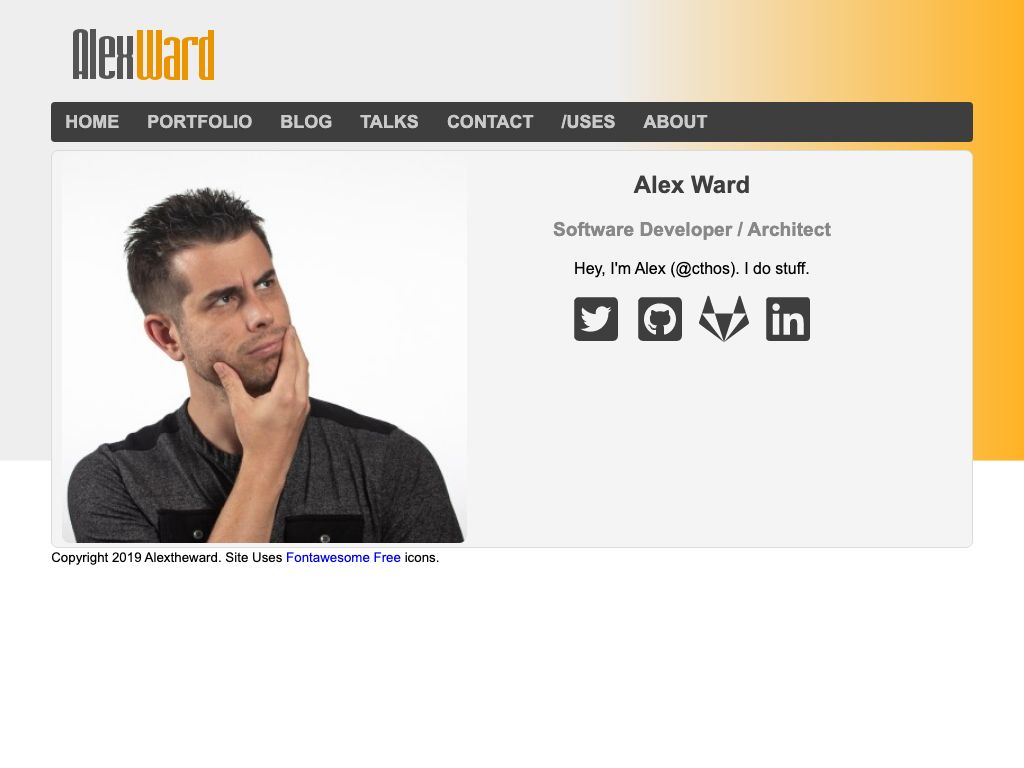 AlexWard
HOME PORTFOLIO BLOG TALKS CONTACT /USES ABOUT
Alex Ward
Software Developer / Architect
Hey, I'm Alex (@cthos). I do stuff.
in
Copyright 2019 Alextheward. Site Uses Fontawesome Free icons.